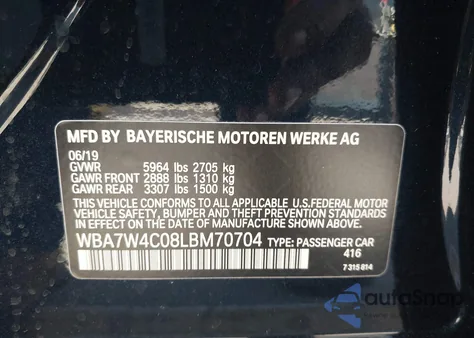 MFD BY BAYERISCHE MOTOREN WERKE AG
06/19
GVWR 5964 lbs 2705 kg
GAWR FRONT 2888 lbs 1310 kg
GAWR REAR 3307 lbs 1500 kg
THIS VEHICLE CONFORMS TO ALL APPLICABLE
U.S.FEDERAL MOTOR
VEHICLE SAFETY, BUMPER, AND THEFT PREVENTION
STANDARDS IN EFFECT ON THE DATE OF
MANUFACTURE SHOWN ABOVE.
WBA7W4C08LBM70704 TYPE: PASSENGER CAR
416
7 315 814
autoSnap